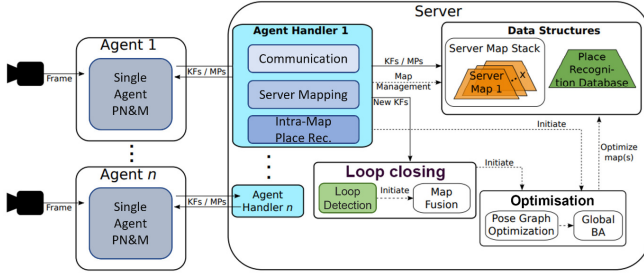 Server
Agent 1
Frame
Single
Agent
PN&M
KFs / MPs
Agent Handler 1
Communication
Server Mapping
Intra-Map
Place Rec.
KFs / MPs
Map
Management
New KFs
Data Structures
Server Map Stack
Server
Map 1
...
x
Place
Recogni
tion Database
Initiate
Optimize
map(s)
Agent n
Frame
Single
Agent
PN&M
KFs / MPs
Agent
Handler n
Loop closing
Loop
Detection
Initiate
Map
Fusion
Initiate
Optimisation
Pose Graph
Optimization
Global
BA